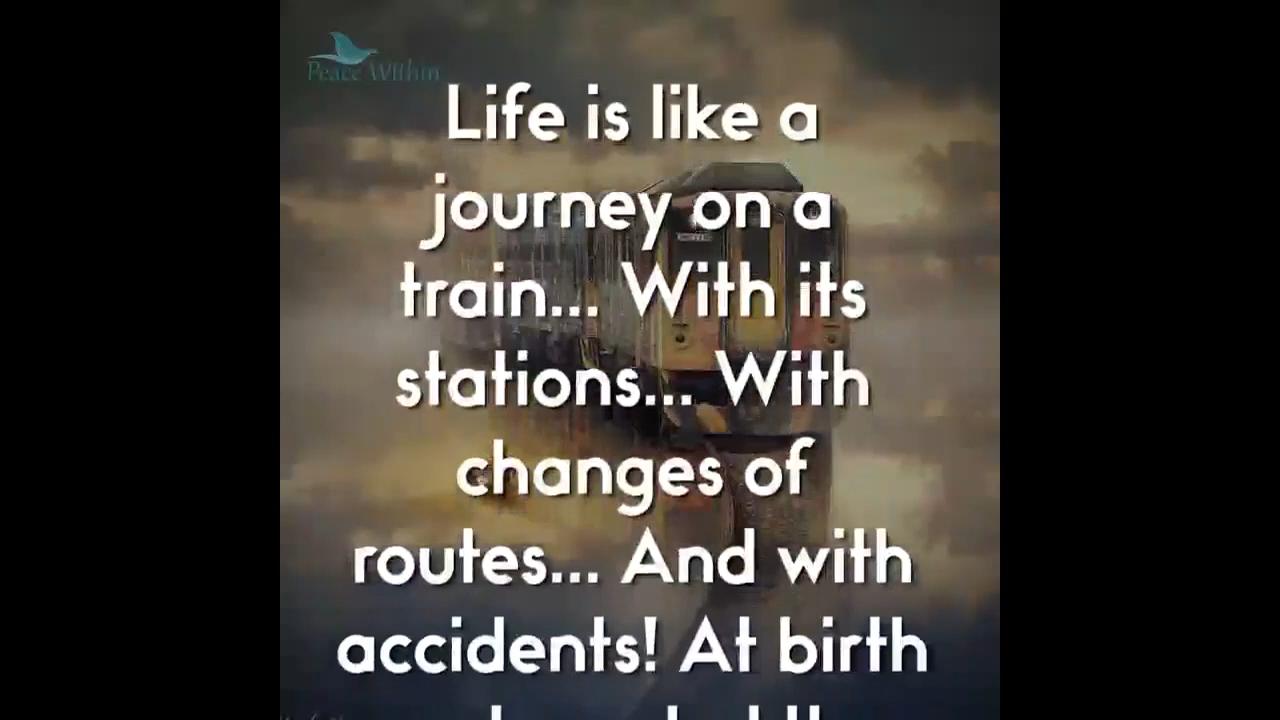 Peace Within
Life is like a
journey on a
train... With its
stations... With
changes of
routes... And with
accidents! At birth